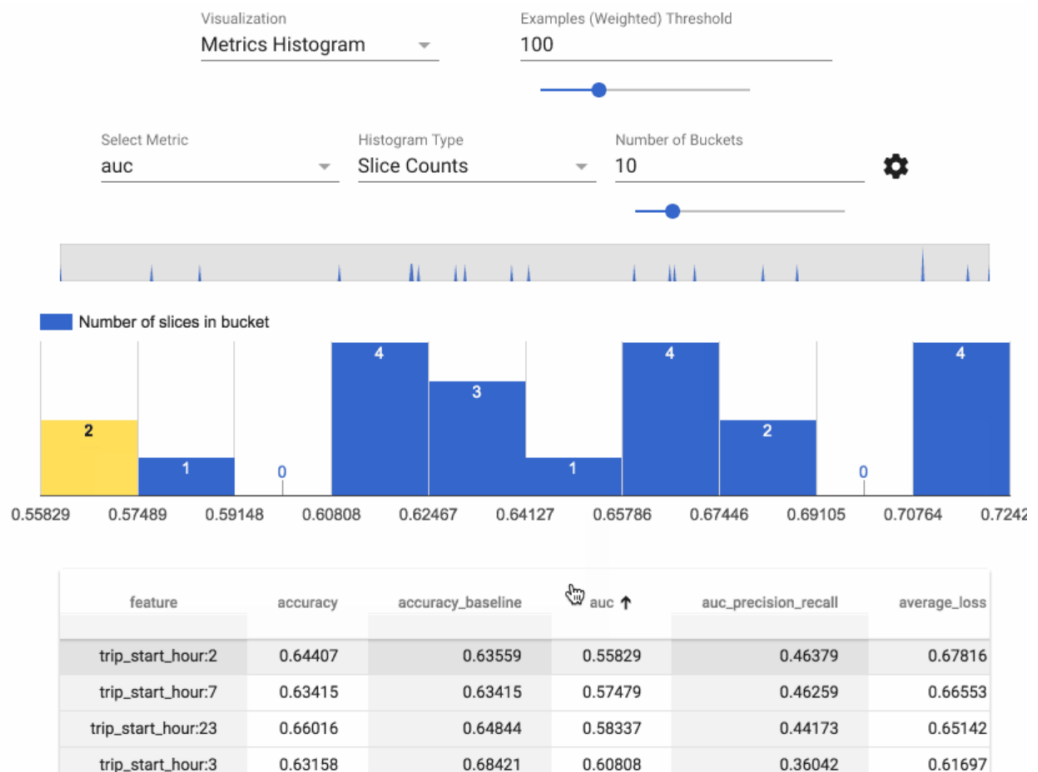 Visualization
Examples (Weighted) Threshold
Metrics Histogram
100
Select Metric
Histogram Type
Number of Buckets
auc
Slice Counts
10
Number of slices in bucket
2
1
0
4
3
1
4
2
0
4
0.55829 0.57489 0.59148 0.60808 0.62467 0.64127 0.65786 0.67446 0.69105 0.70764 0.7242
feature accuracy accuracy_baseline auc auc_precision_recall average_loss
trip_start_hour:2 0.64407 0.63559 0.55829 0.46379 0.67816
trip_start_hour:7 0.63415 0.63415 0.57479 0.46259 0.66553
trip_start_hour:23 0.66016 0.64844 0.58337 0.44173 0.65142
trip_start_hour:3 0.63158 0.68421 0.60808 0.36042 0.61697